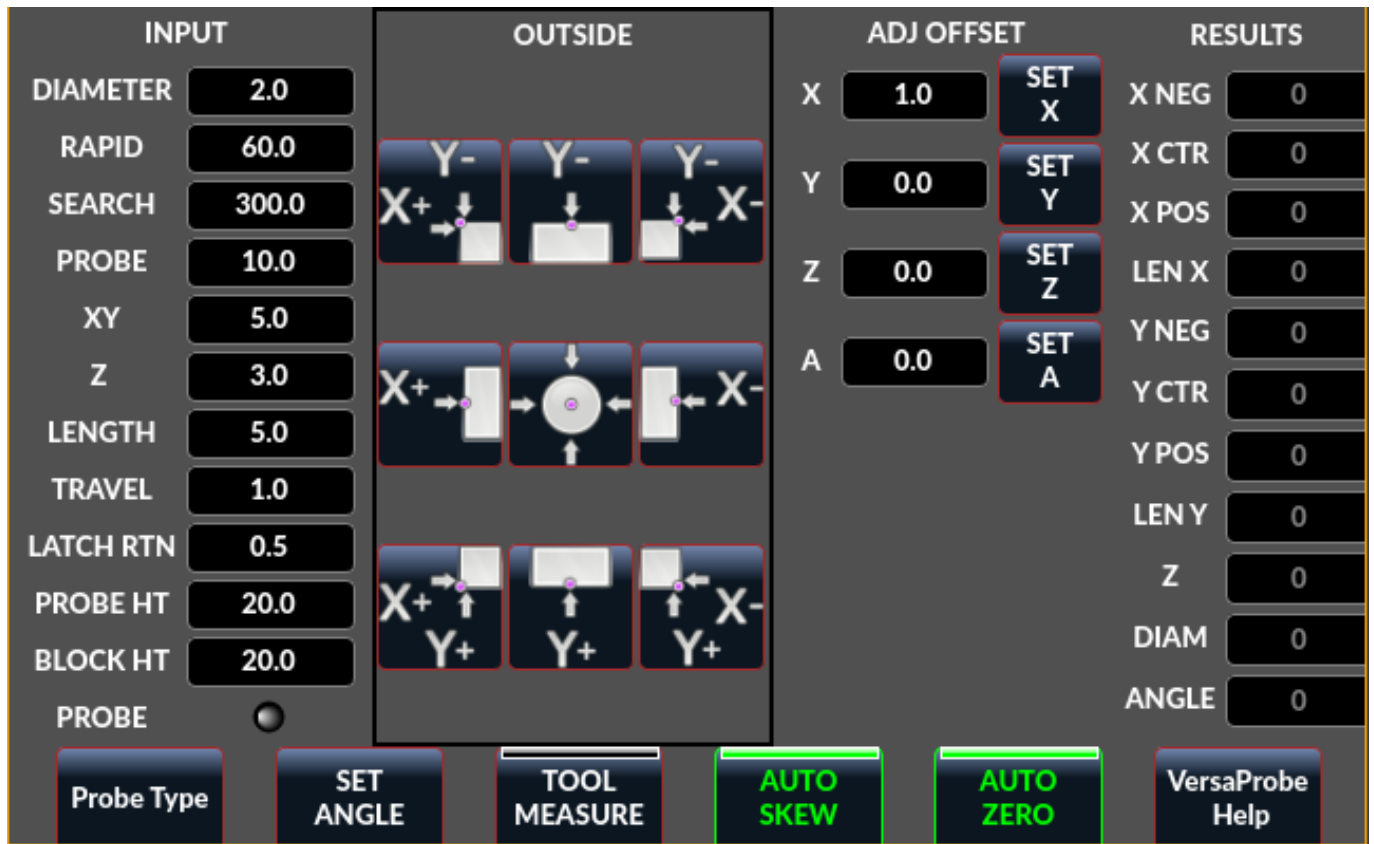 INPUT
DIAMETER 2.0
RAPID 60.0
SEARCH 300.0
PROBE 10.0
XY 5.0
Z 3.0
LENGTH 5.0
TRAVEL 1.0
LATCH RTN 0.5
PROBE HT 20.0
BLOCK HT 20.0
PROBE
OUTSIDE
Y- Y- Y-
X+ X-
X+ X-
X+ X-
Y+ Y+ Y+
ADJ OFFSET
X 1.0 SET
X
Y 0.0 SET
Y
Z 0.0 SET
Z
A 0.0 SET
A
RESULTS
X NEG 0
X CTR 0
X POS 0
LEN X 0
Y NEG 0
Y CTR 0
Y POS 0
LEN Y 0
Z 0
DIAM 0
ANGLE 0
Probe Type
SET
ANGLE
TOOL
MEASURE
AUTO
SKEW
AUTO
ZERO
VersaProbe
Help